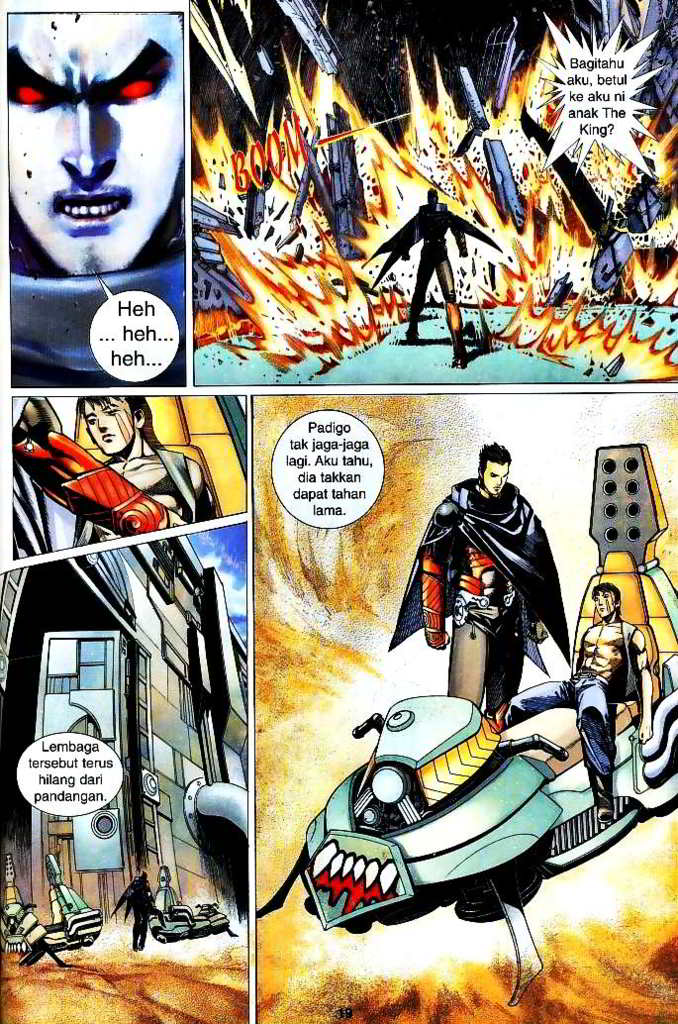 Heh
... heh...
heh...
BOOM
Bagitahu
aku, betul
ke aku ni
anak The
King?
Padigo
tak jaga-jaga
lagi. Aku tahu,
dia takkan
dapat tahan
lama.
Lembaga
tersebut terus
hilang dari
pandangan.
19